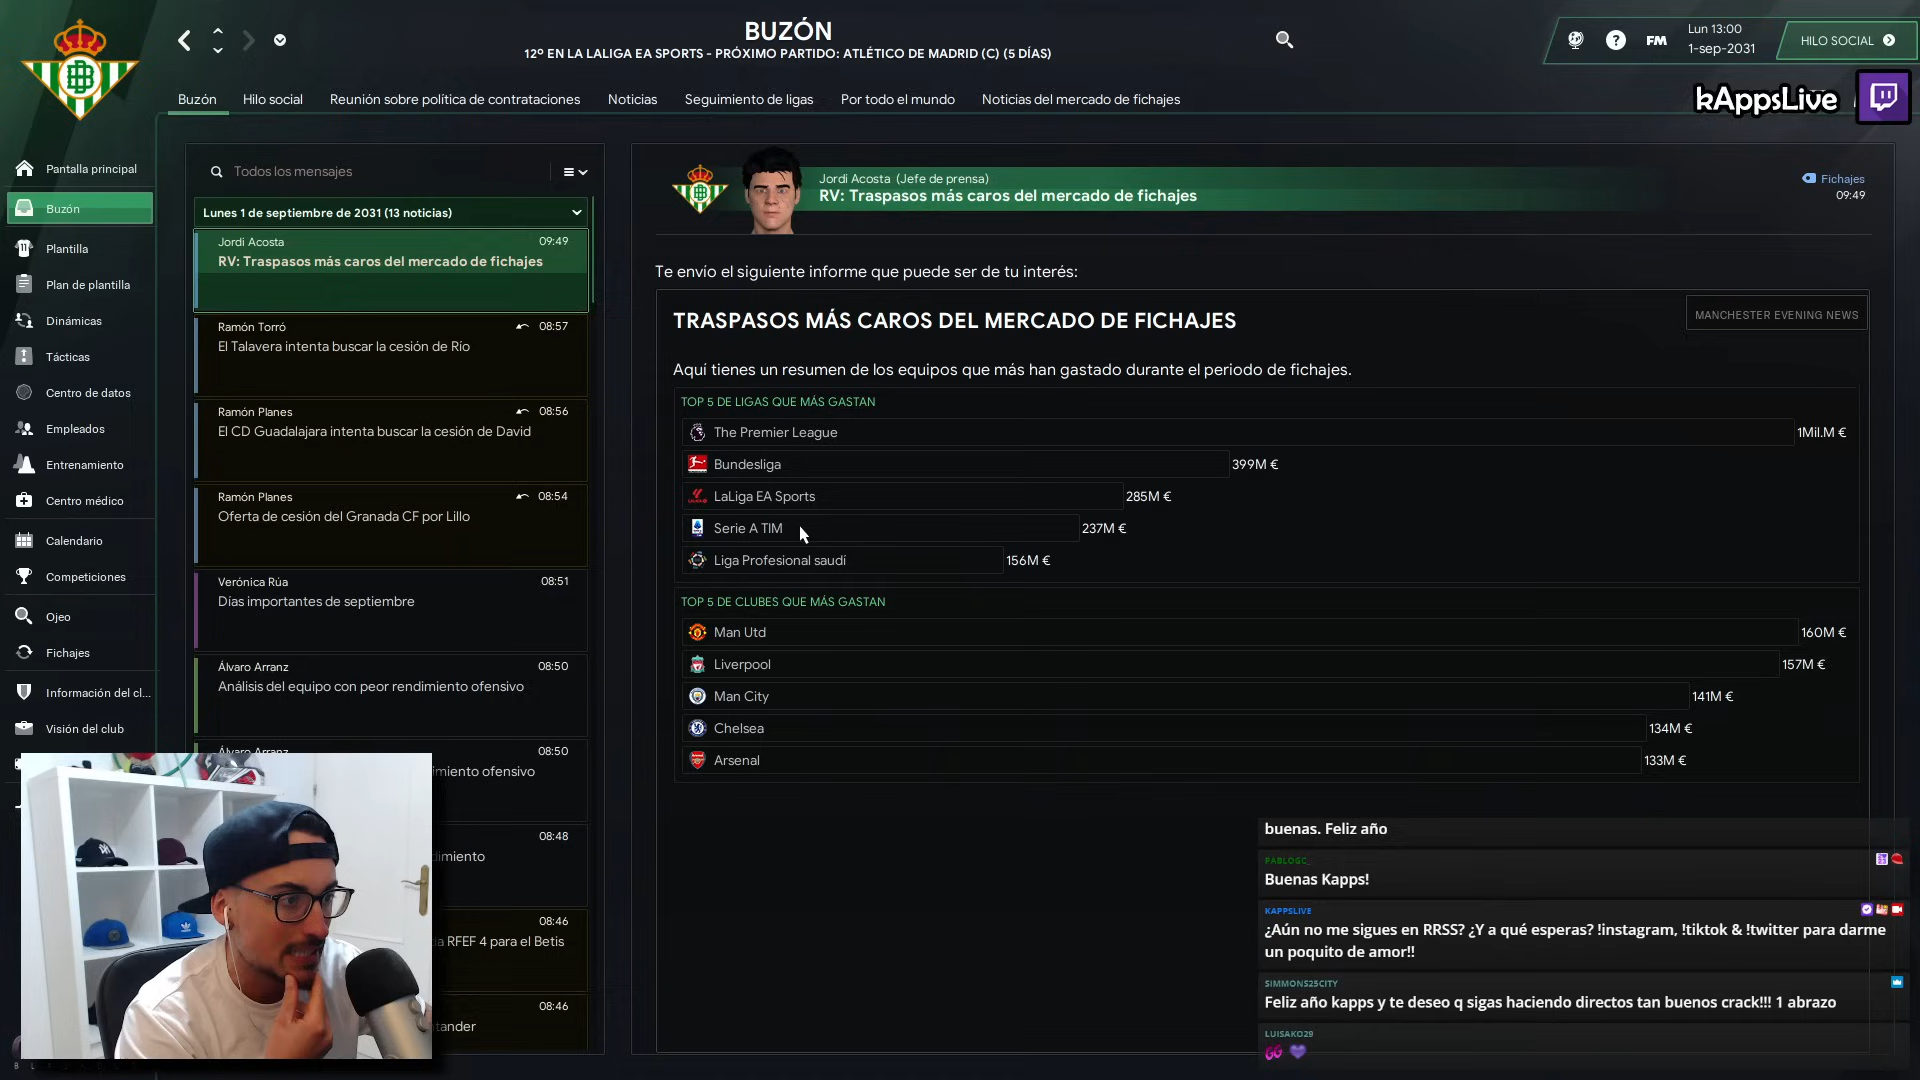 BUZÓN
12º EN LA LALIGA EA SPORTS - PRÓXIMO PARTIDO: ATLÉTICO DE MADRID (C) (5 DÍAS)
FM
Lun 13:00
1-sep-2031
HILO SOCIAL
kAppsLive
Buzón
Hilo social
Reunión sobre política de contrataciones
Noticias
Seguimiento de ligas
Por todo el mundo
Noticias del mercado de fichajes
Pantalla principal
Buzón
Plantilla
Plan de plantilla
Dinámicas
Tácticas
Centro de datos
Empleados
Entrenamiento
Centro médico
Calendario
Competiciones
Ojeo
Fichajes
Información del cl...
Visión del club
Todos los mensajes
Lunes 1 de septiembre de 2031 (13 noticias)
Jordi Acosta 09:49
RV: Traspasos más caros del mercado de fichajes
Ramón Torró 08:57
El Talavera intenta buscar la cesión de Río
Ramón Planes 08:56
El CD Guadalajara intenta buscar la cesión de David
Ramón Planes 08:54
Oferta de cesión del Granada CF por Lillo
Verónica Rúa 08:51
Días importantes de septiembre
Álvaro Arranz 08:50
Análisis del equipo con peor rendimiento ofensivo
Álvaro Arranz 08:50
imiento ofensivo
08:48
dimiento
08:46
ia RFEF 4 para el Betis
08:46
ntander
Jordi Acosta (Jefe de prensa)
RV: Traspasos más caros del mercado de fichajes
Fichajes
09:49
Te envío el siguiente informe que puede ser de tu interés:
TRASPASOS MÁS CAROS DEL MERCADO DE FICHAJES
MANCHESTER EVENING NEWS
Aquí tienes un resumen de los equipos que más han gastado durante el periodo de fichajes.
TOP 5 DE LIGAS QUE MÁS GASTAN
The Premier League 1Mil.M €
Bundesliga 399M €
LaLiga EA Sports 285M €
Serie A TIM 237M €
Liga Profesional saudí 156M €
TOP 5 DE CLUBES QUE MÁS GASTAN
Man Utd 160M €
Liverpool 157M €
Man City 141M €
Chelsea 134M €
Arsenal 133M €
buenas. Feliz año
PABLOGC_
Buenas Kapps!
KAPPSLIVE
¿Aún no me sigues en RRSS? ¿Y a qué esperas? !instagram, !tiktok & !twitter para darme
un poquito de amor!!
SIMMONS25CITY
Feliz año kapps y te deseo q sigas haciendo directos tan buenos crack!!! 1 abrazo
LUISAKO29
GG